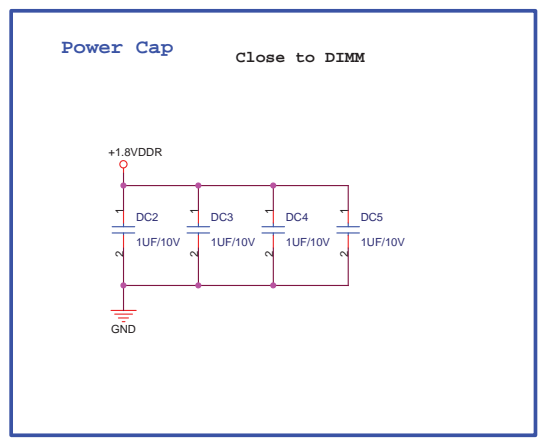 Power Cap
Close to DIMM
+1.8VDDR
1 DC2 1 DC3 1 DC4 1 DC5
2 1UF/10V 2 1UF/10V 2 1UF/10V 2 1UF/10V
GND